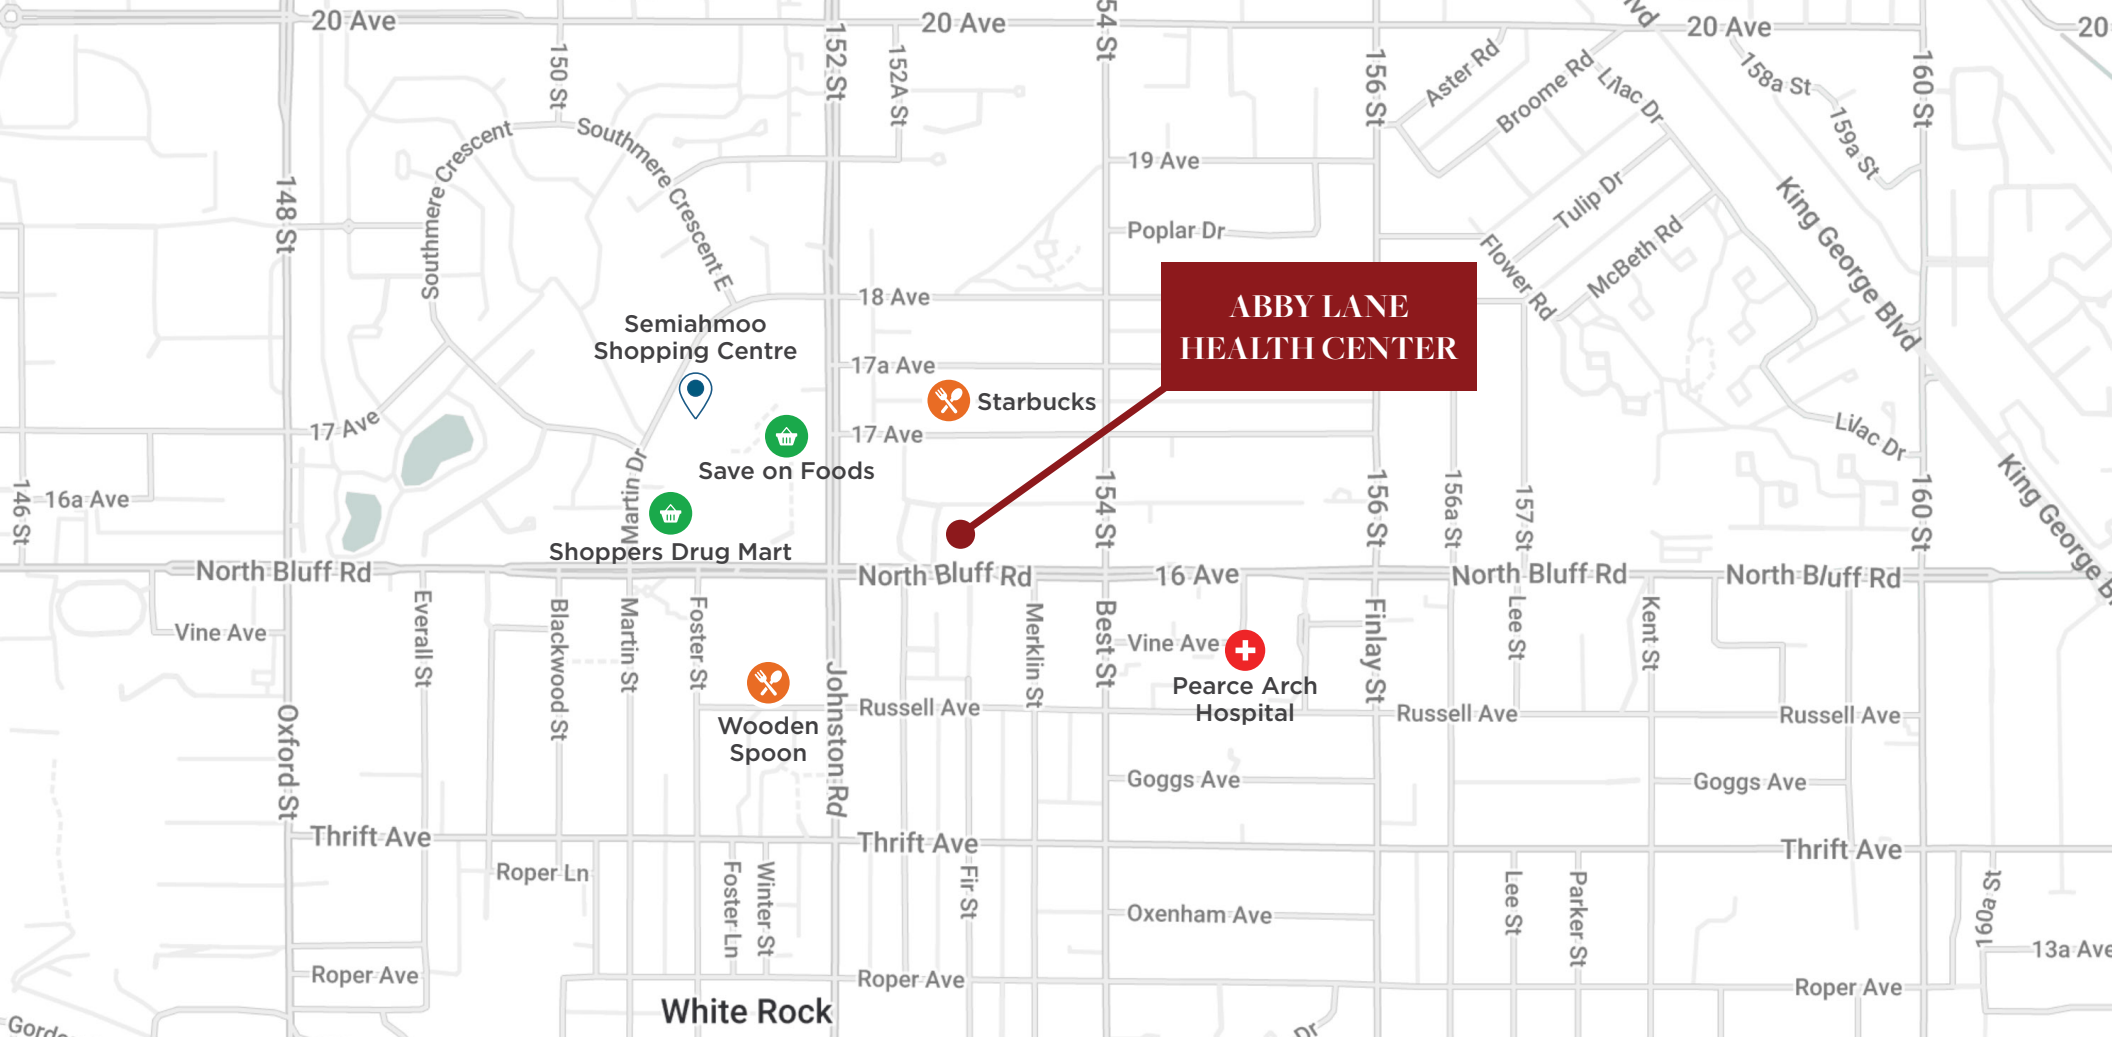 20 Ave
20 Ave
20 Ave
20
150 St
152 St
152A St
54 St
156 St
Aster Rd
Broome Rd
Lilac Dr
158a St
159a St
160 St
Southmere Crescent
Southmere Crescent
Southmere Crescent E
148 St
19 Ave
Poplar Dr
Tulip Dr
McBeth Rd
Flower Rd
King George Blvd
18 Ave
ABBY LANE
HEALTH CENTER
Semiahmoo
Shopping Centre
17a Ave
Starbucks
17 Ave
17 Ave
Lilac Dr
Save on Foods
Martin Dr
146 St
16a Ave
154 St
156 St
156a St
157 St
160 St
King George B
Shoppers Drug Mart
North Bluff Rd
North Bluff Rd
16 Ave
North Bluff Rd
North Bluff Rd
Vine Ave
Everall St
Blackwood St
Martin St
Foster St
Merklin St
Best St
Vine Ave
Finlay St
Lee St
Kent St
Pearce Arch
Hospital
Oxford St
Johnston Rd
Russell Ave
Russell Ave
Russell Ave
Wooden
Spoon
Goggs Ave
Goggs Ave
Thrift Ave
Thrift Ave
Thrift Ave
Roper Ln
Foster Ln
Winter St
Fir St
Oxenham Ave
Lee St
Parker St
160a St
13a Ave
Roper Ave
Roper Ave
Roper Ave
White Rock
Dr